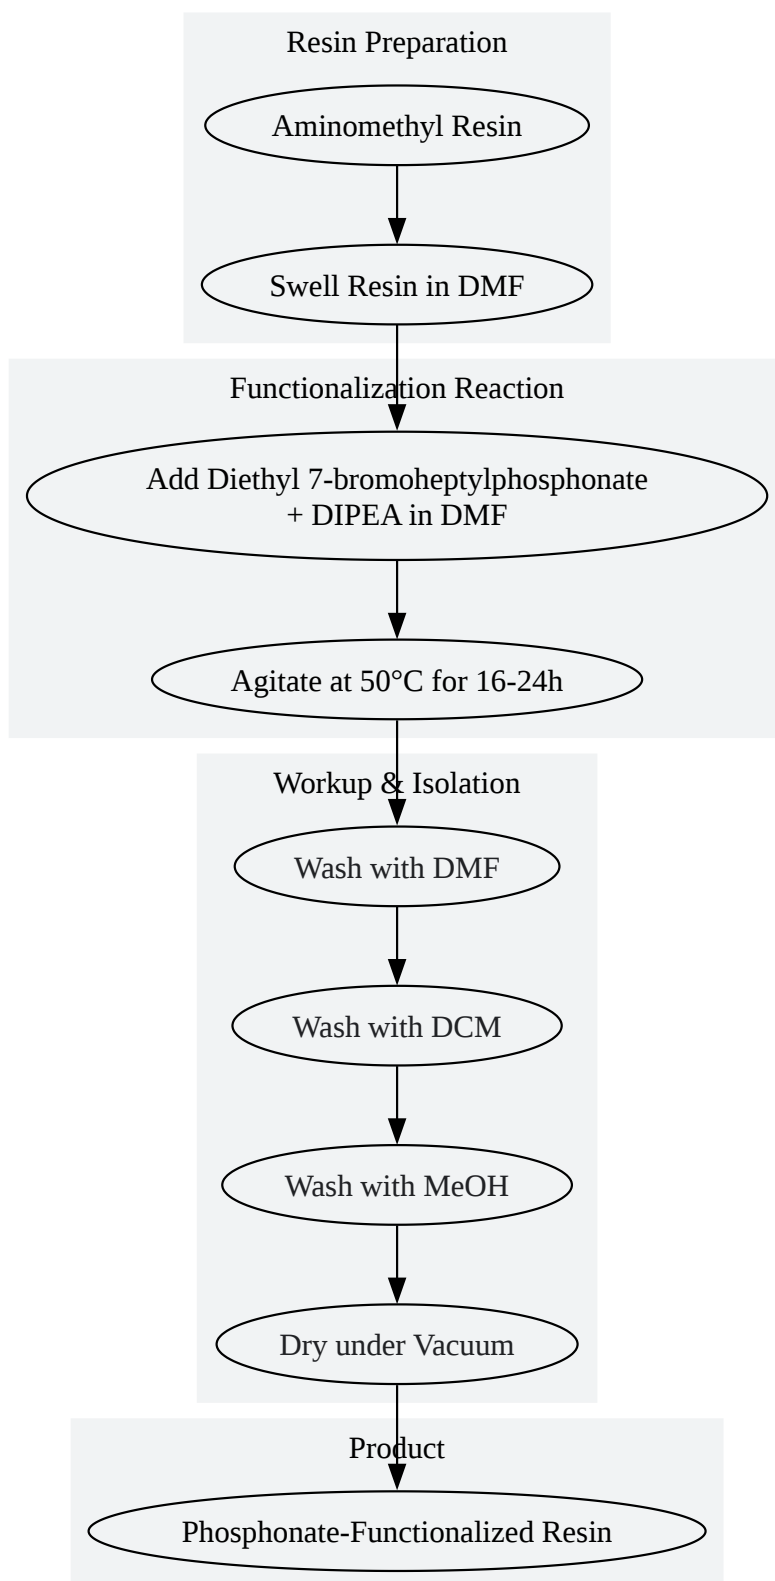 Resin Preparation
Aminomethyl Resin
Swell Resin in DMF
Functionalization Reaction
Add Diethyl 7-bromoheptylphosphonate
+ DIPEA in DMF
Agitate at 50°C for 16-24h
Workup & Isolation
Wash with DMF
Wash with DCM
Wash with MeOH
Dry under Vacuum
Product
Phosphonate-Functionalized Resin